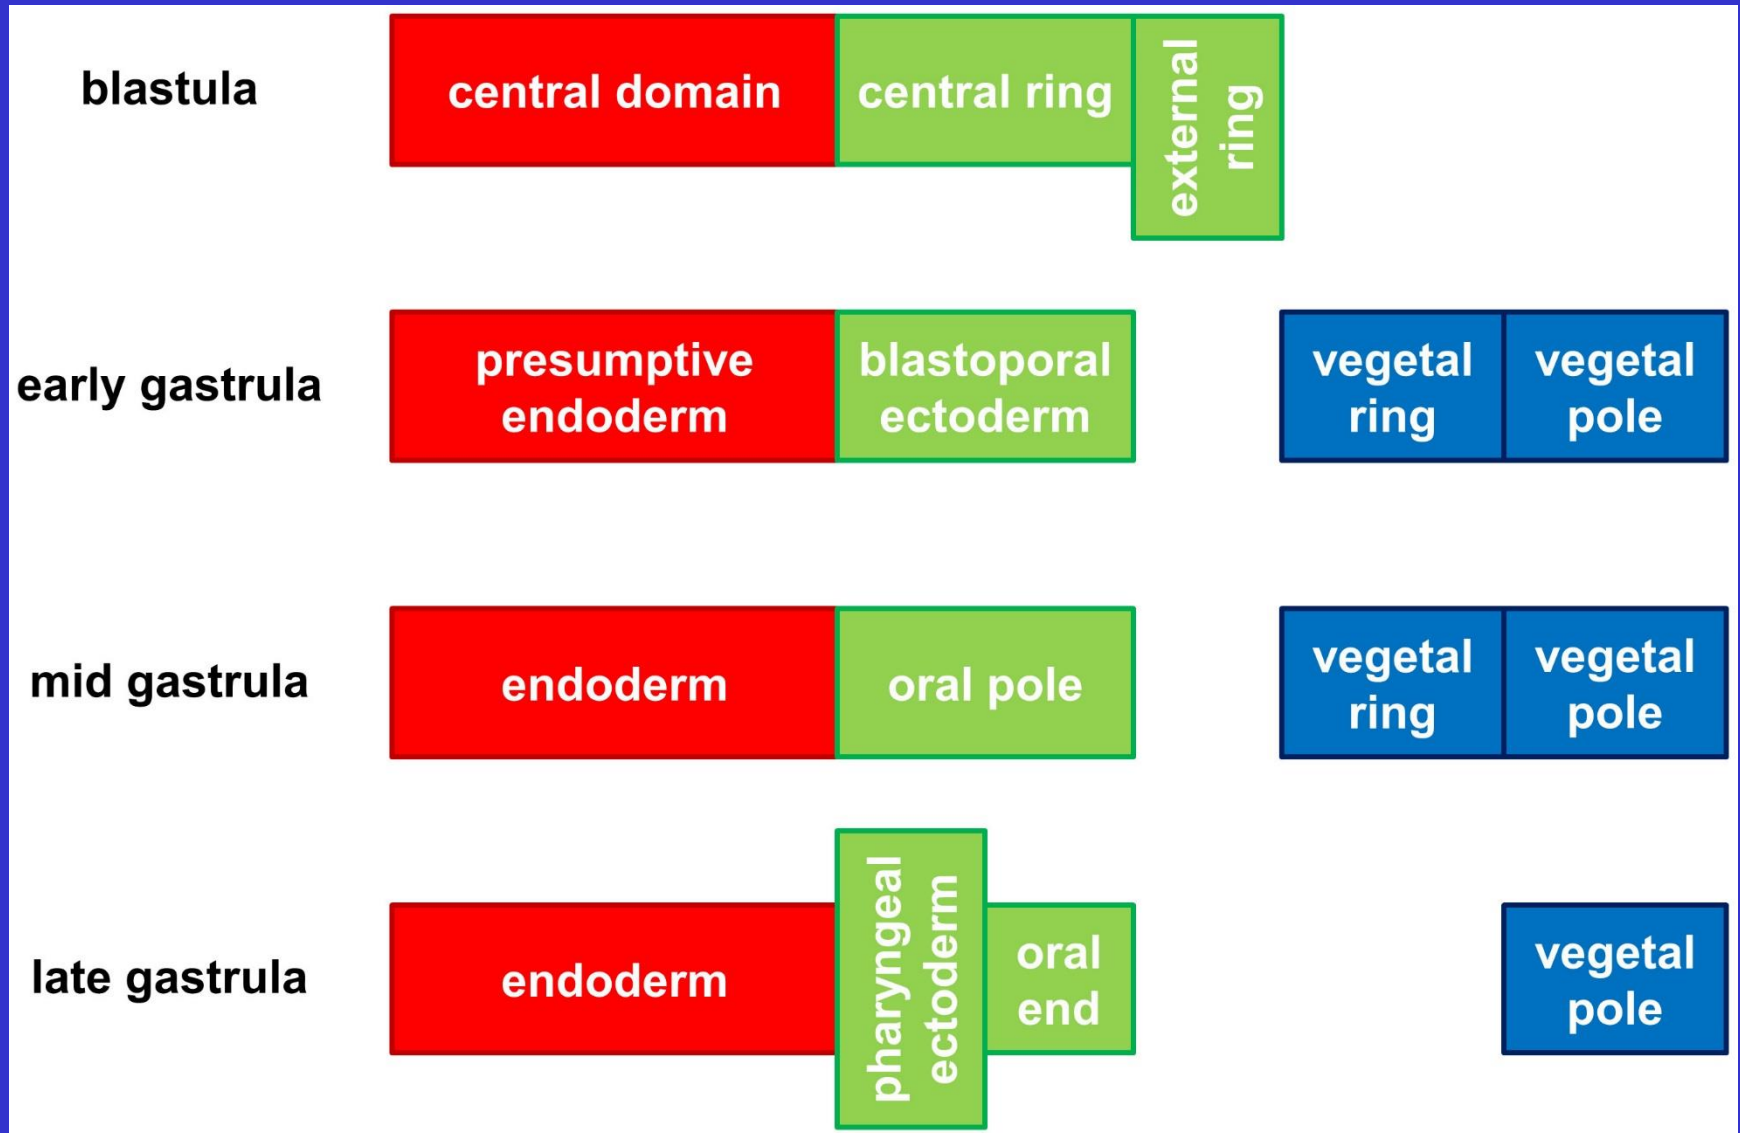 blastula
central domain
central ring
external
ring
early gastrula
presumptive
endoderm
blastoporal
ectoderm
vegetal
ring
vegetal
pole
mid gastrula
endoderm
oral pole
vegetal
ring
vegetal
pole
late gastrula
endoderm
pharyngeal
ectoderm
oral
end
vegetal
pole